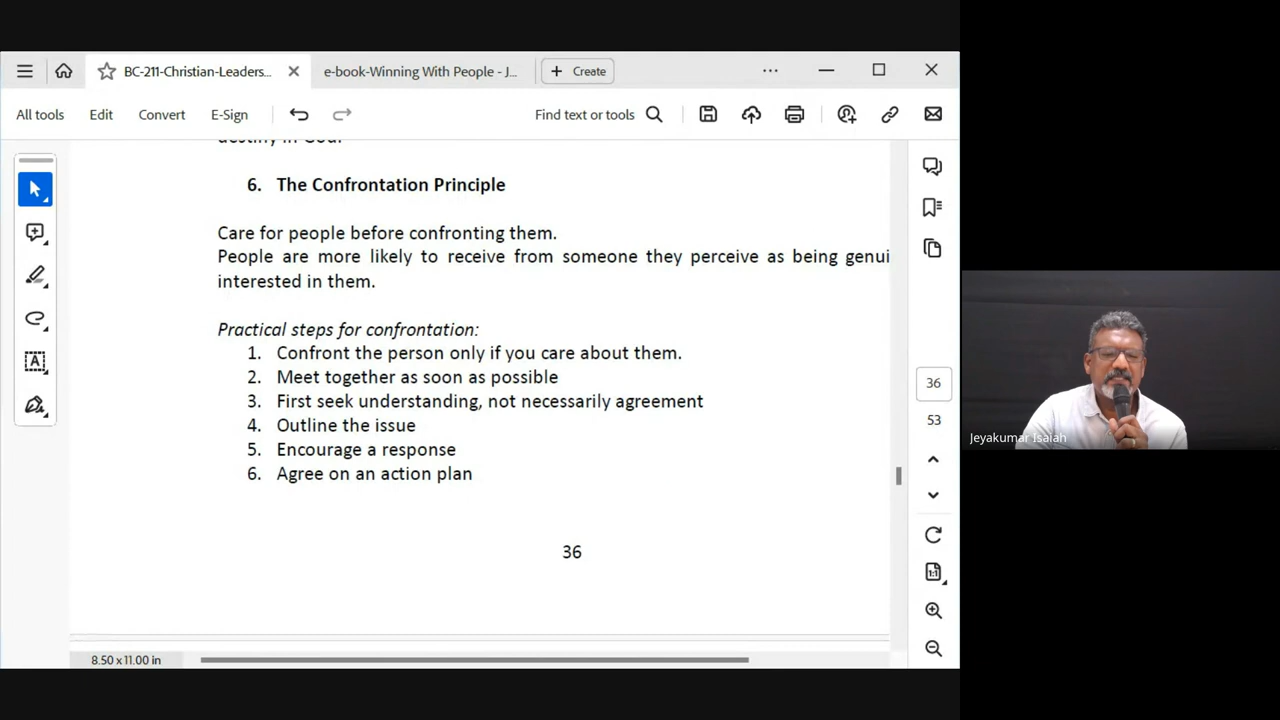 BC-211-Christian-Leaders...
e-book-Winning With People - J...
Create
All tools
Edit
Convert
E-Sign
Find text or tools
destiny in God.
6. The Confrontation Principle
Care for people before confronting them.
People are more likely to receive from someone they perceive as being genui
interested in them.
Practical steps for confrontation:
1. Confront the person only if you care about them.
2. Meet together as soon as possible
3. First seek understanding, not necessarily agreement
4. Outline the issue
5. Encourage a response
6. Agree on an action plan
36
36
53
8.50 x 11.00 in
Jeyakumar Isaiah